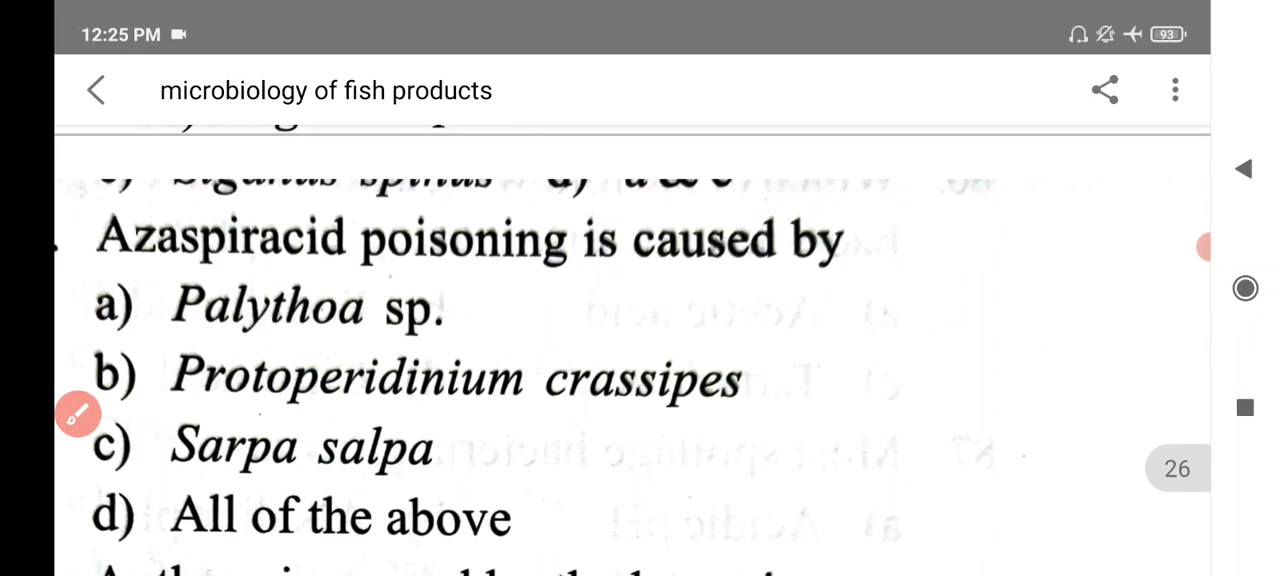 12:25 PM
93
microbiology of fish products
Azaspiracid poisoning is caused by
a) Palythoa sp.
b) Protoperidinium crassipes
c) Sarpa salpa
26
d) All of the above